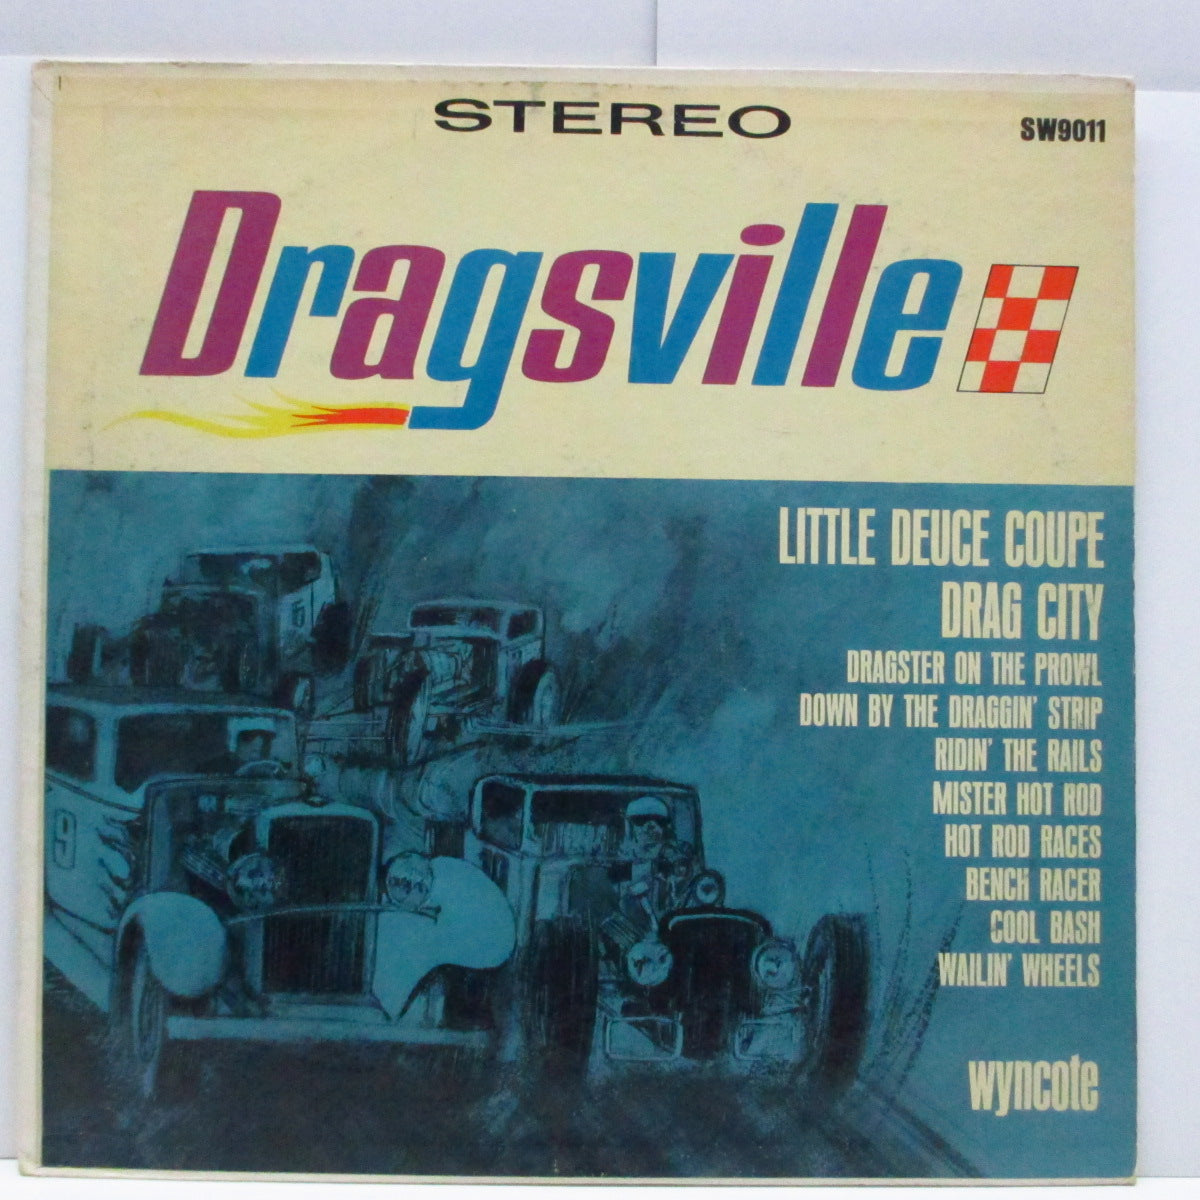 STEREO
SW9011
Dragsville
LITTLE DEUCE COUPE
DRAG CITY
DRAGSTER ON THE PROWL
DOWN BY THE DRAGGIN' STRIP
RIDIN' THE RAILS
MISTER HOT ROD
HOT ROD RACES
BENCH RACER
COOL BASH
WAILIN' WHEELS
wyncote
9